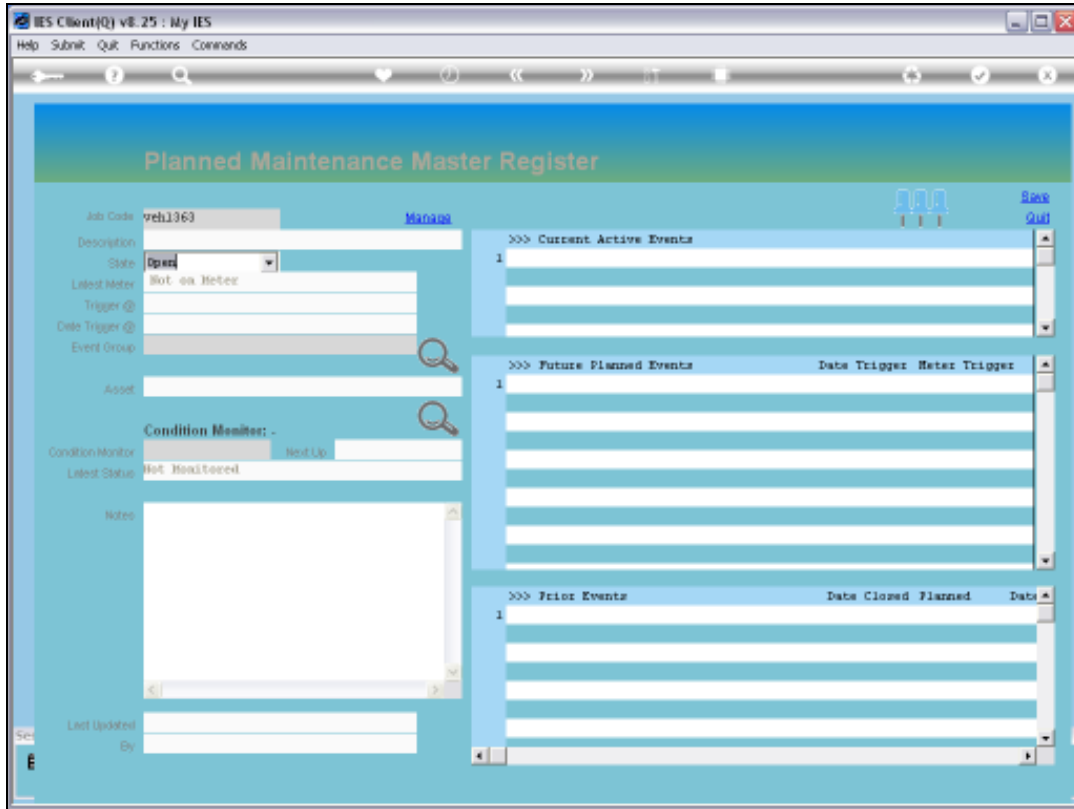 IES Client(Q) v8.25 : My IES
Help Submit Quit Functions Commands
Planned Maintenance Master Register
Save
Job Code veh1363 Manage
Quit
Description
>>> Current Active Events
State Open
1
Latest Meter Not on Meter
Trigger @
Date Trigger @
Event Group
>>> Future Planned Events Date Trigger Meter Trigger
1
Asset
Condition Monitor: -
Condition Monitor Next Up
Latest Status Not Monitored
Notes
>>> Prior Events Date Closed Planned Date
1
Last Updated
By